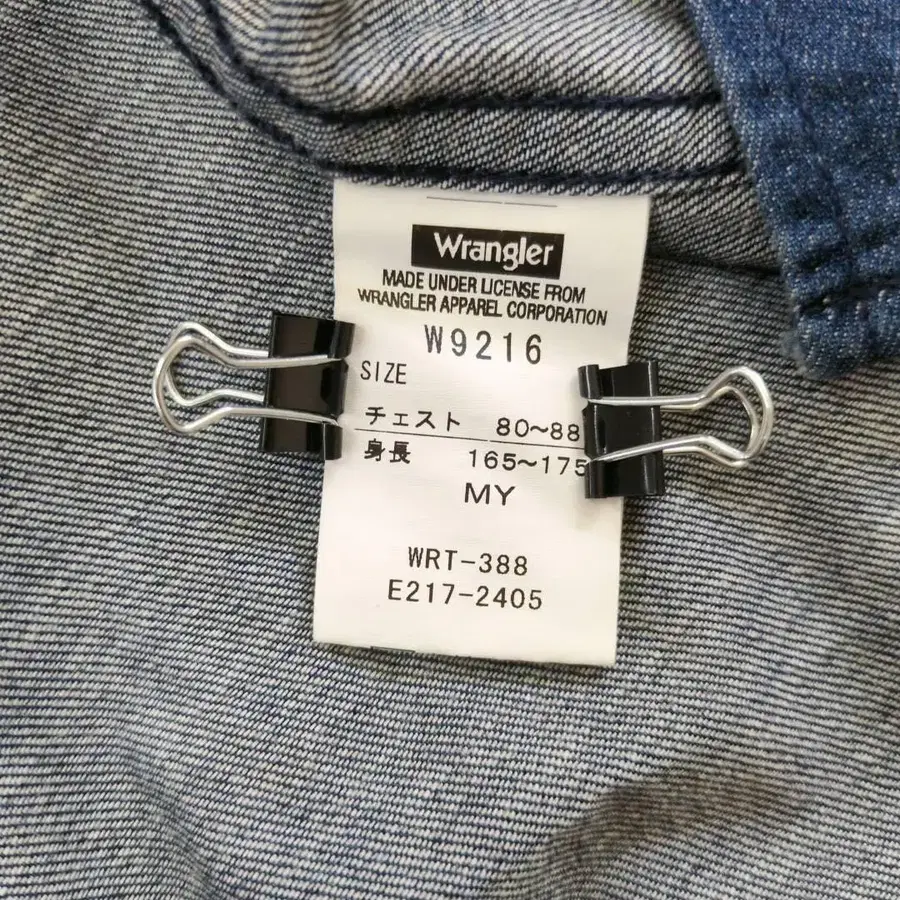 Wrangler
MADE UNDER LICENSE FROM
WRANGLER APPAREL CORPORATION
W9216
SIZE
チェスト 80〜88
身長 165〜175
MY
WRT-388
E217-2405